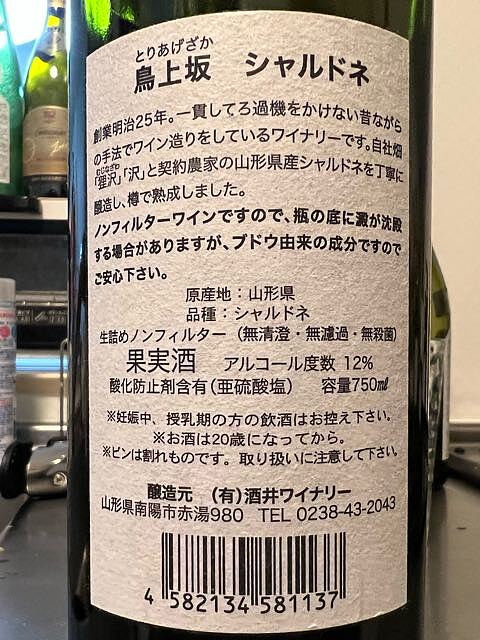 とりあげざか
鳥上坂 シャルドネ
創業明治25年。一貫してろ過機をかけない昔ながら
の手法でワイン造りをしているワイナリーです。自社畑
むじなざわ
「狸沢」「沢」と契約農家の山形県産シャルドネを丁寧に
醸造し、樽で熟成しました。
ノンフィルターワインですので、瓶の底に澱が沈殿
する場合がありますが、ブドウ由来の成分ですので
ご安心下さい。
原産地：山形県
品種：シャルドネ
生詰めノンフィルター（無清澄・無濾過・無殺菌）
果実酒 アルコール度数 12%
酸化防止剤含有（亜硫酸塩） 容量750㎖
※妊娠中、授乳期の方の飲酒はお控え下さい。
※お酒は20歳になってから。
※ビンは割れものです。取り扱いに注意して下さい。
醸造元 （有）酒井ワイナリー
山形県南陽市赤湯980 TEL 0238-43-2043
4 582134 581137